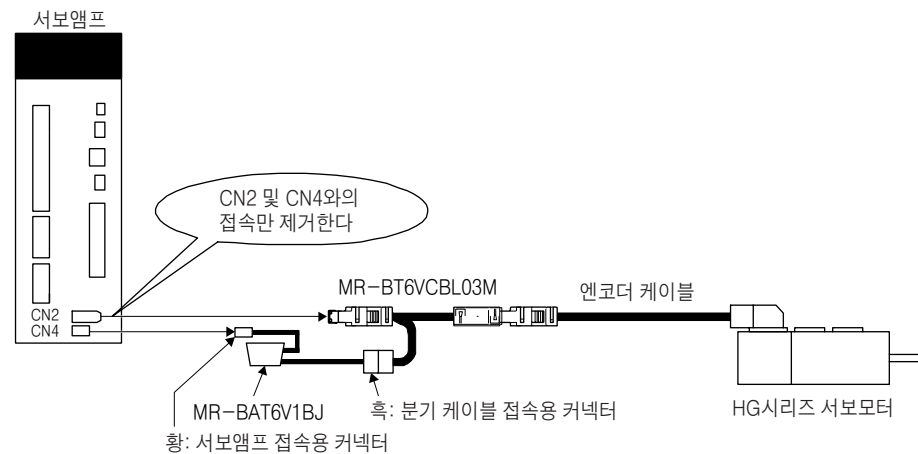 서보앰프
CN2 및 CN4와의
접속만 제거한다
MR-BT6VCBL03M
엔코더 케이블
CN2
CN4
MR-BAT6V1BJ
흑: 분기 케이블 접속용 커넥터
HG시리즈 서보모터
황: 서보앰프 접속용 커넥터